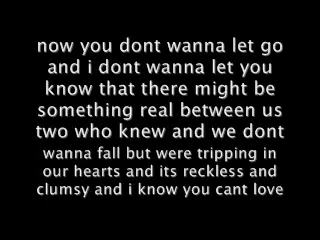 now you dont wanna let go
and i dont wanna let you
know that there might be
something real between us
two who knew and we dont
wanna fall but were tripping in
our hearts and its reckless and
clumsy and i know you cant love